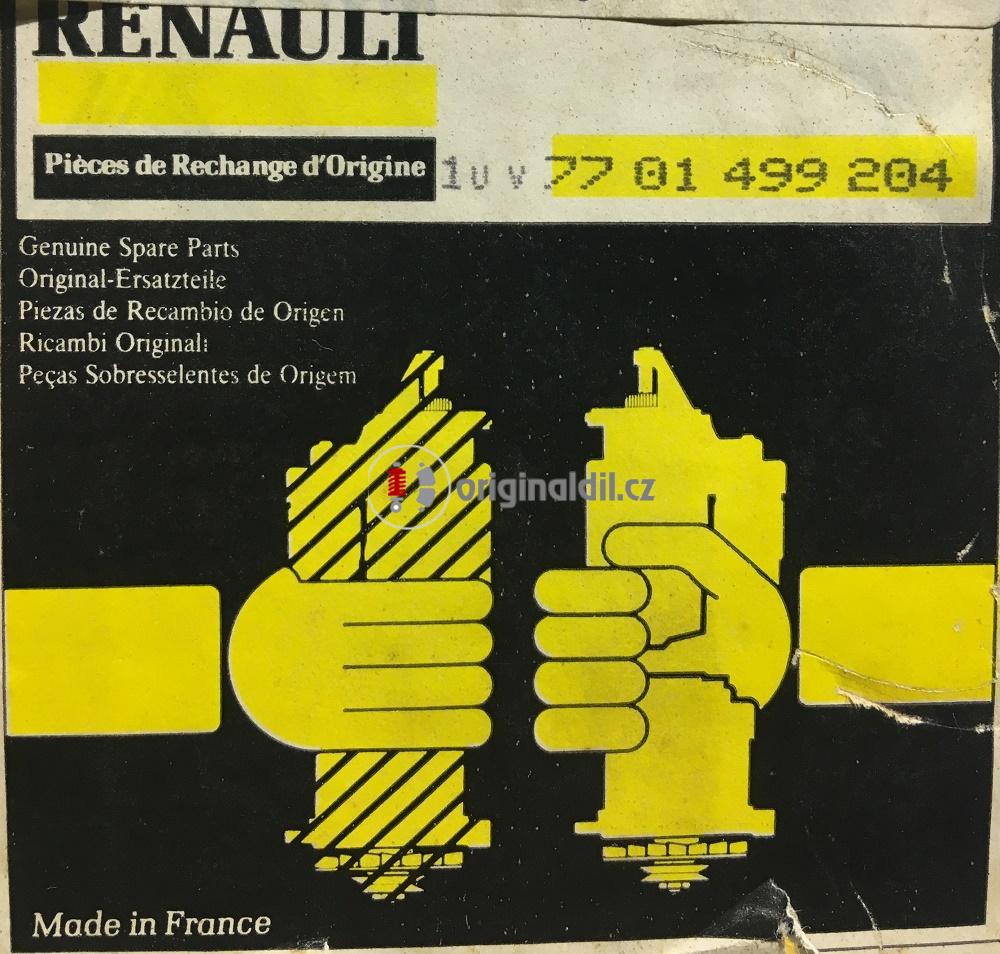 RENAULT
Pièces de Rechange d'Origine
1U V 77 01 499 204
Genuine Spare Parts
Original-Ersatzteile
Piezas de Recambio de Origen
Ricambi Originali
Peças Sobresselentes de Origem
originaldil.cz
Made in France